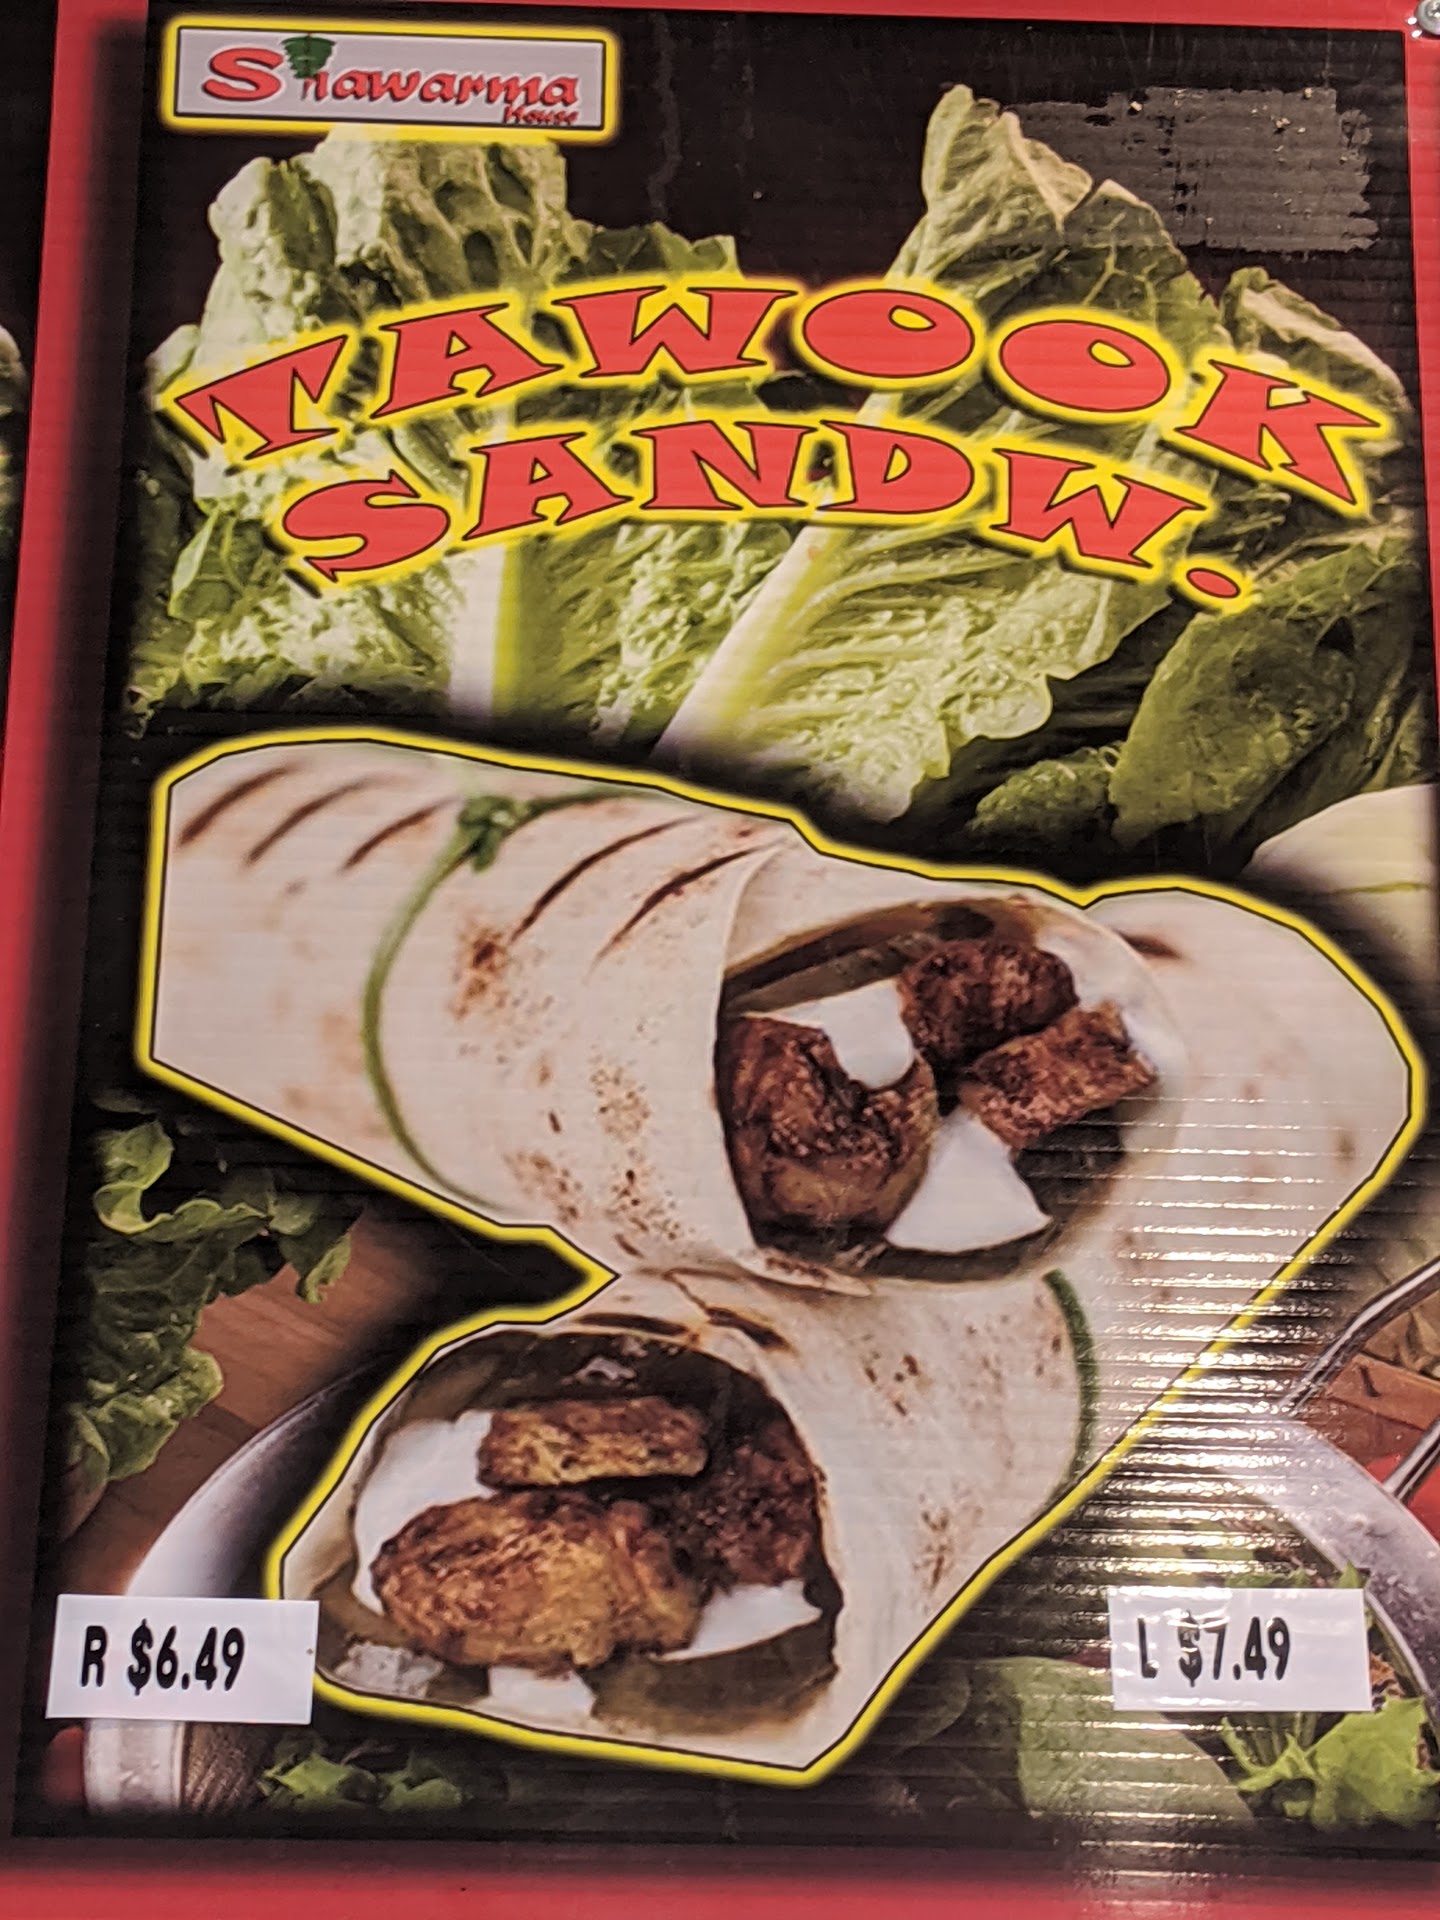 Shawarma
House
TAWOOK
SANDW.
R $6.49
L $7.49